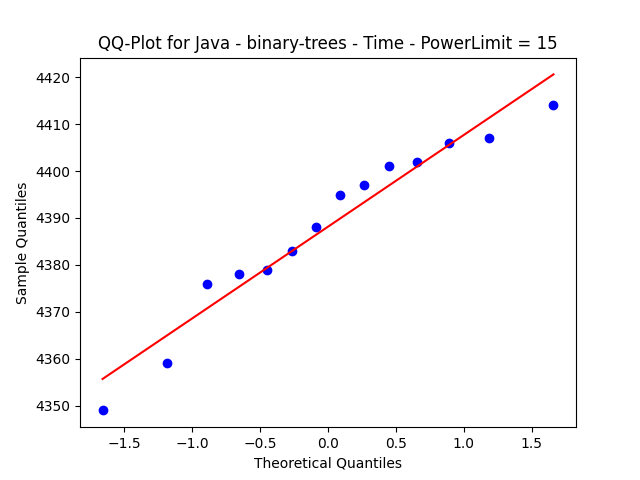 QQ-Plot for Java - binary-trees - Time - PowerLimit = 15
4420
4410
4400
4390
4380
4370
4360
4350
Sample Quantiles
−1.5 −1.0 −0.5 0.0 0.5 1.0 1.5
Theoretical Quantiles